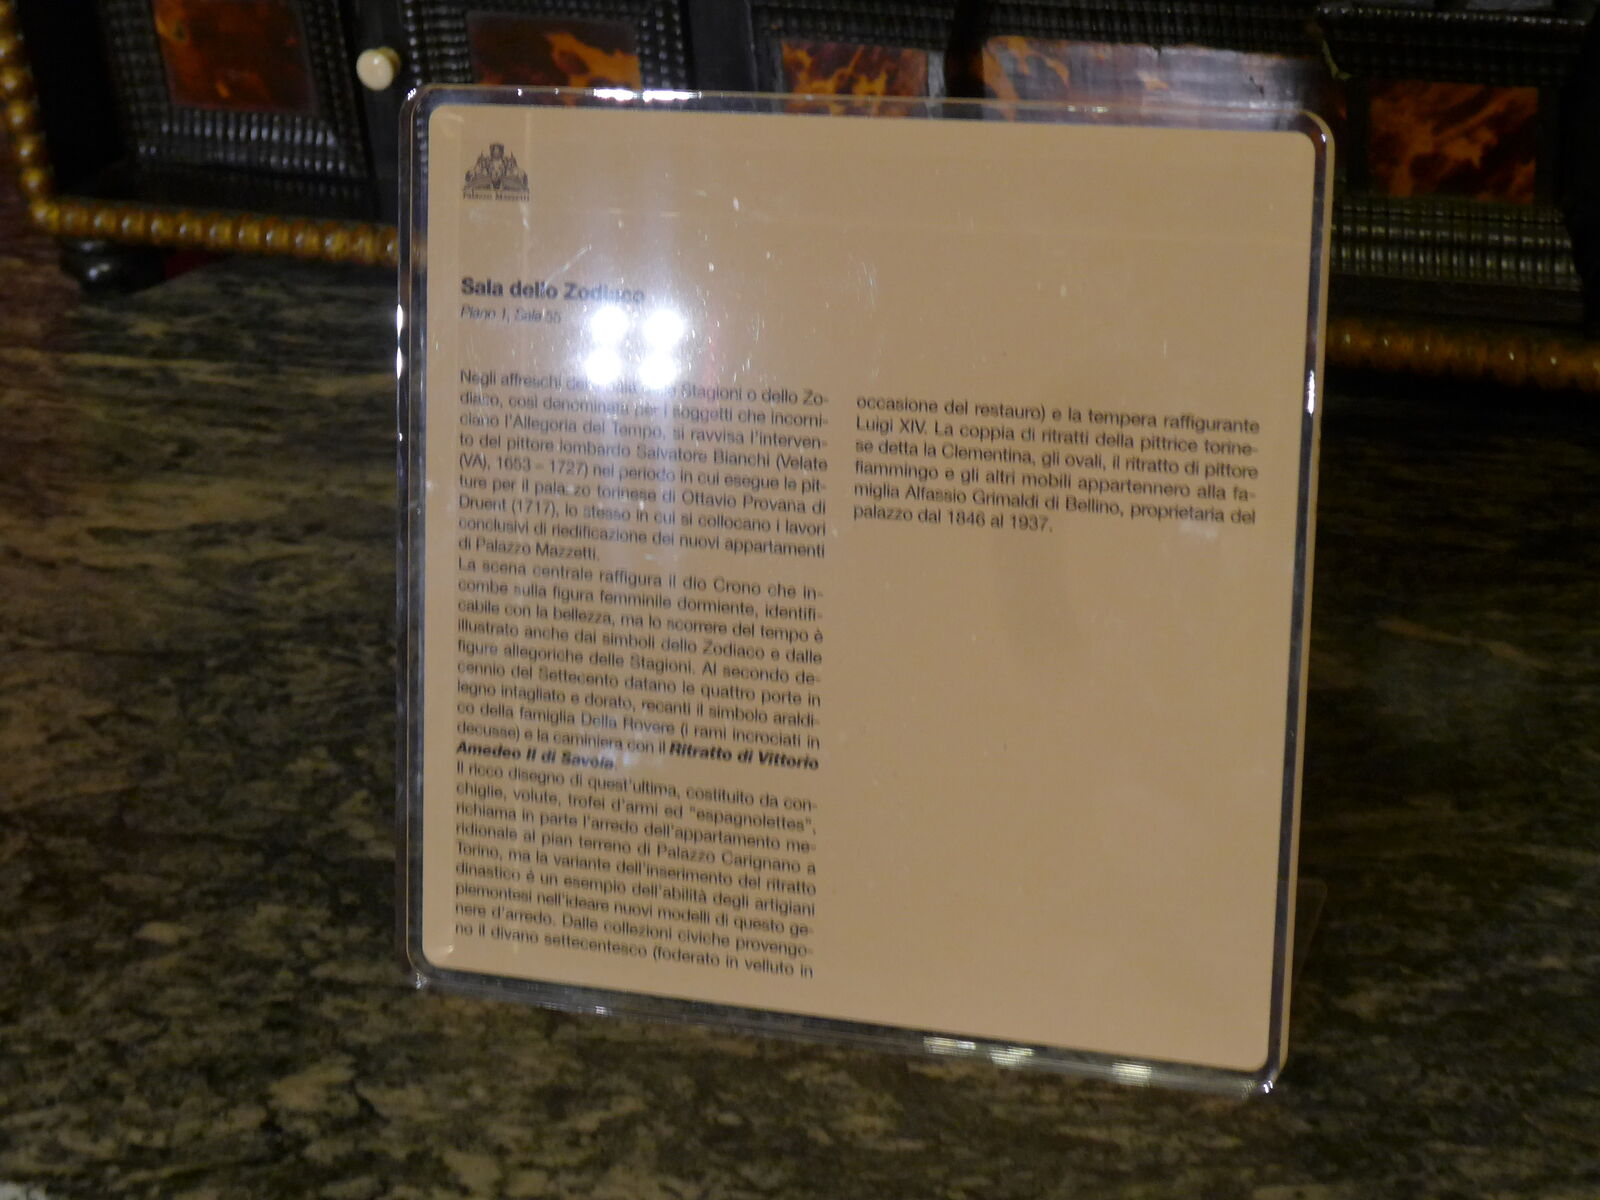 Palazzo Mazzetti
Sala dello Zodiaco
Piano 1, Sala 55
Negli affreschi Stagioni o dello Zo-
diaco, così denominata per i soggetti che incorni-
ciano l'Allegoria del Tempo, si ravvisa l'interven-
to del pittore lombardo Salvatore Bianchi (Velate
(VA), 1653 – 1727) nel periodo in cui esegue le pit-
ture per il palazzo torinese di Ottavio Provana di
Druent (1717), lo stesso in cui si collocano i lavori
conclusivi di riedificazione dei nuovi appartamenti
di Palazzo Mazzetti.
La scena centrale raffigura il dio Crono che in-
combe sulla figura femminile dormiente, identifi-
cabile con la bellezza, ma lo scorrere del tempo è
illustrato anche dai simboli dello Zodiaco e dalle
figure allegoriche delle Stagioni. Al secondo de-
cennio del Settecento datano le quattro porte in
legno intagliato e dorato, recanti il simbolo araldi-
co della famiglia Della Rovere (i rami incrociati in
decusse) e la caminiera con il Ritratto di Vittorio
Amedeo II di Savoia.
Il ricco disegno di quest'ultima, costituito da con-
chiglie, volute, trofei d'armi ed "espagnolettes",
richiama in parte l'arredo dell'appartamento me-
ridionale al pian terreno di Palazzo Carignano a
Torino, ma la variante dell'inserimento del ritratto
dinastico è un esempio dell'abilità degli artigiani
piemontesi nell'ideare nuovi modelli di questo ge-
nere d'arredo. Dalle collezioni civiche provengo-
no il divano settecentesco (foderato in velluto in
occasione del restauro) e la tempera raffigurante
Luigi XIV. La coppia di ritratti della pittrice torine-
se detta la Clementina, gli ovali, il ritratto di pittore
fiammingo e gli altri mobili appartennero alla fa-
miglia Alfassio Grimaldi di Bellino, proprietaria del
palazzo dal 1846 al 1937.